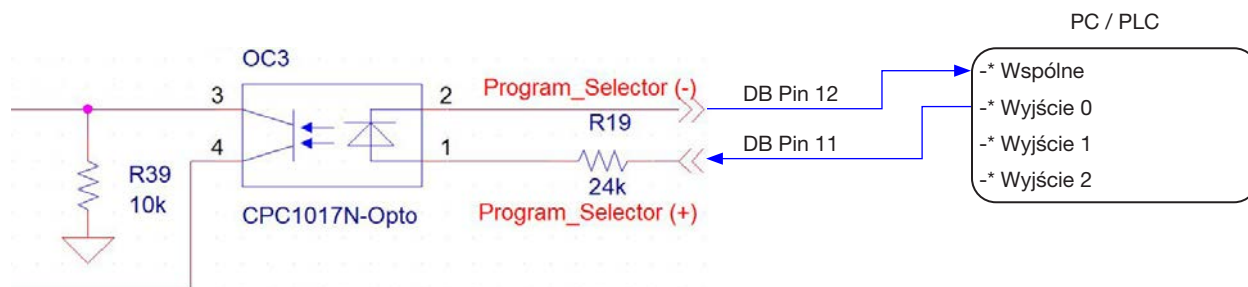 PC / PLC
OC3
3
2
Program_Selector (-)
R19
DB Pin 12
-* Wspólne
-* Wyjście 0
-* Wyjście 1
-* Wyjście 2
4
1
DB Pin 11
R39
10k
24k
CPC1017N-Opto
Program_Selector (+)